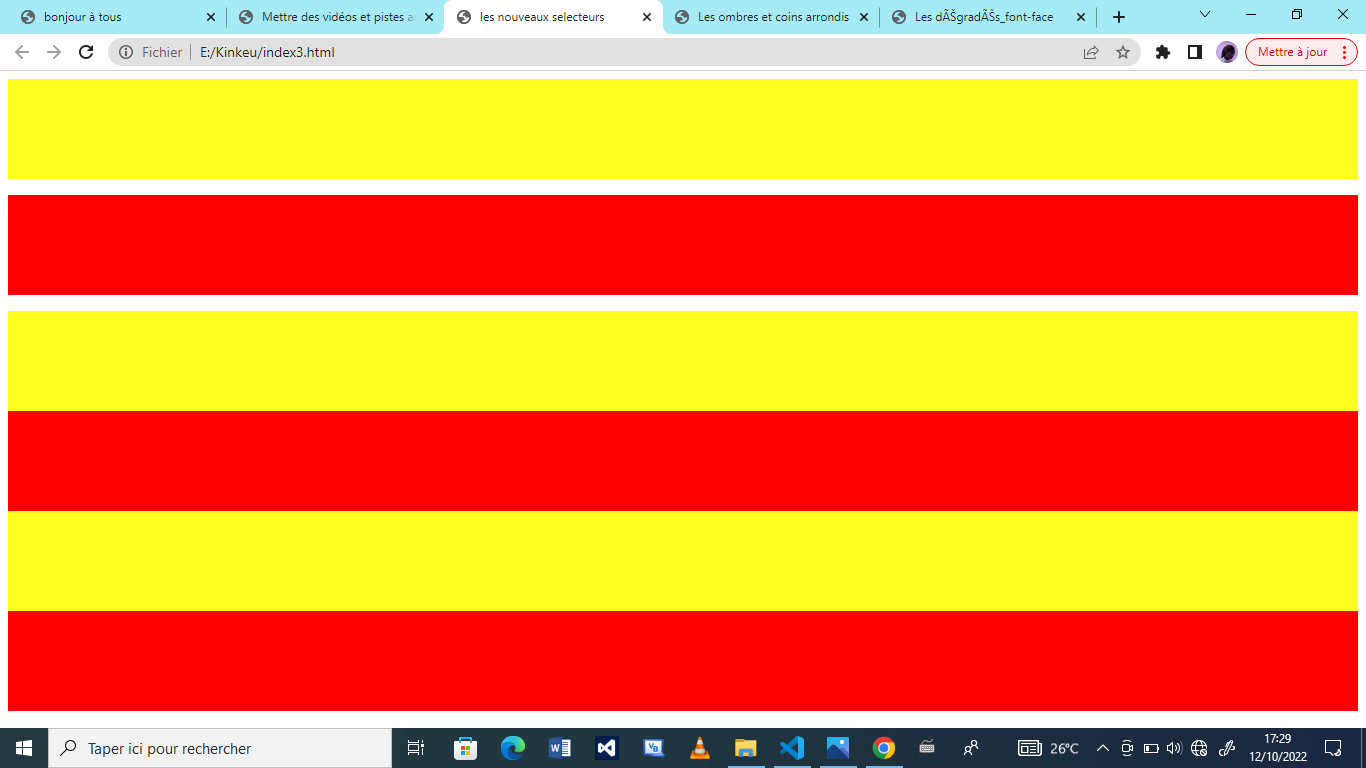 bonjour à tous
Mettre des vidéos et pistes au
les nouveaux selecteurs
Les ombres et coins arrondis
Les dÃŠgradÃŠs_font-face
Fichier
E:/Kinkeu/index3.html
Mettre à jour
Taper ici pour rechercher
26°C
17:29
12/10/2022